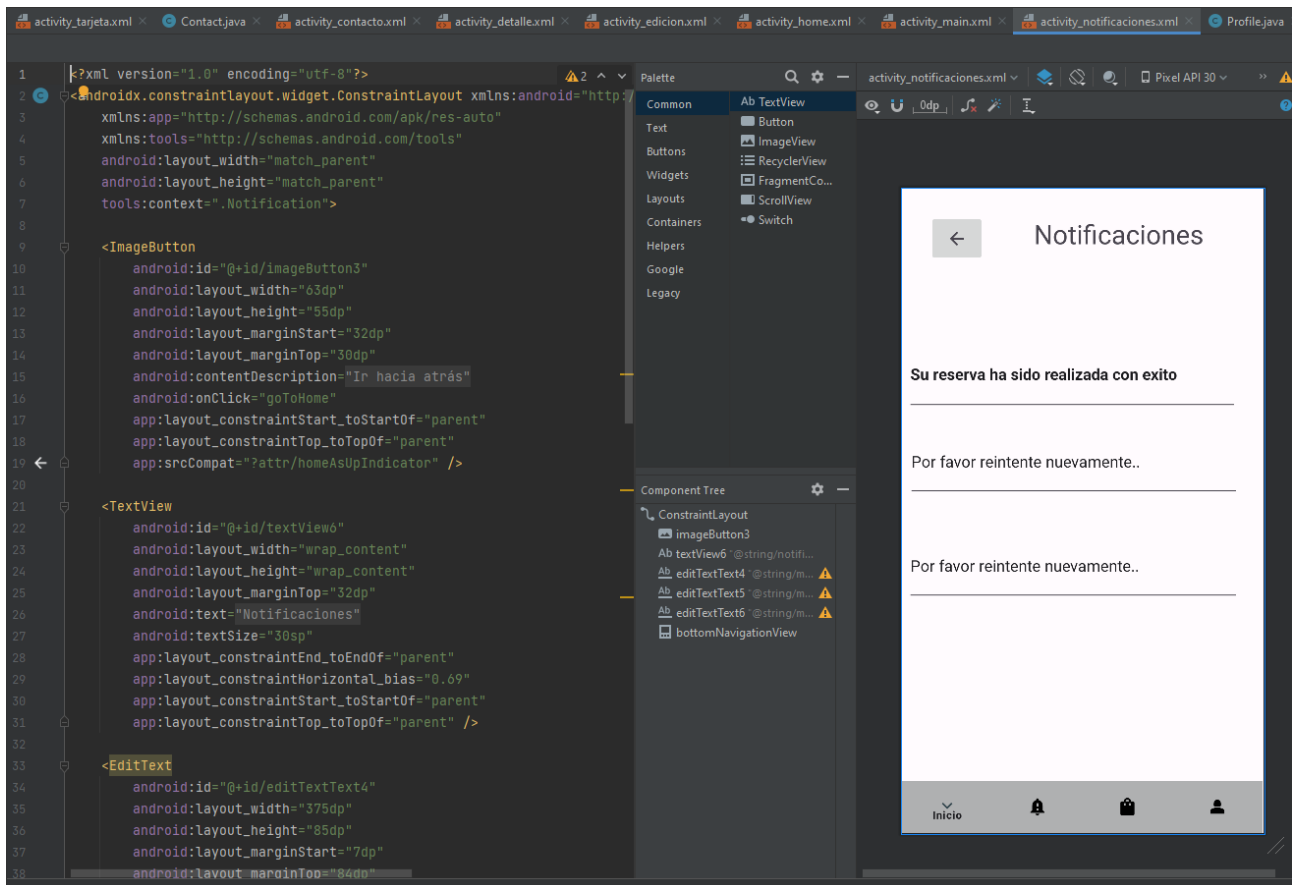 activity_tarjeta.xml
Contact.java
activity_contacto.xml
activity_detalle.xml
activity_edicion.xml
activity_home.xml
activity_main.xml
activity_notificaciones.xml
Profile.java
1 <?xml version="1.0" encoding="utf-8"?>
2 <androidx.constraintlayout.widget.ConstraintLayout xmlns:android="http:/
3 xmlns:app="http://schemas.android.com/apk/res-auto"
4 xmlns:tools="http://schemas.android.com/tools"
5 android:layout_width="match_parent"
6 android:layout_height="match_parent"
7 tools:context=".Notification">
8
9 <ImageButton
10 android:id="@+id/imageButton3"
11 android:layout_width="63dp"
12 android:layout_height="55dp"
13 android:layout_marginStart="32dp"
14 android:layout_marginTop="30dp"
15 android:contentDescription="Ir hacia atrás"
16 android:onClick="goToHome"
17 app:layout_constraintStart_toStartOf="parent"
18 app:layout_constraintTop_toTopOf="parent"
19 app:srcCompat="?attr/homeAsUpIndicator" />
20
21 <TextView
22 android:id="@+id/textView6"
23 android:layout_width="wrap_content"
24 android:layout_height="wrap_content"
25 android:layout_marginTop="32dp"
26 android:text="Notificaciones"
27 android:textSize="30sp"
28 app:layout_constraintEnd_toEndOf="parent"
29 app:layout_constraintHorizontal_bias="0.69"
30 app:layout_constraintStart_toStartOf="parent"
31 app:layout_constraintTop_toTopOf="parent" />
32
33 <EditText
34 android:id="@+id/editTextText4"
35 android:layout_width="375dp"
36 android:layout_height="85dp"
37 android:layout_marginStart="7dp"
38 android:layout_marginTop="84dp"
2
Palette
Common
Text
Buttons
Widgets
Layouts
Containers
Helpers
Google
Legacy
Ab TextView
Button
ImageView
RecyclerView
FragmentCo...
ScrollView
Switch
Component Tree
ConstraintLayout
imageButton3
Ab textView6 "@string/notifi...
Ab editTextText4 "@string/m...
Ab editTextText5 "@string/m...
Ab editTextText6 "@string/m...
bottomNavigationView
activity_notificaciones.xml
Pixel API 30
0dp
Notificaciones
Su reserva ha sido realizada con exito
Por favor reintente nuevamente..
Por favor reintente nuevamente..
Inicio